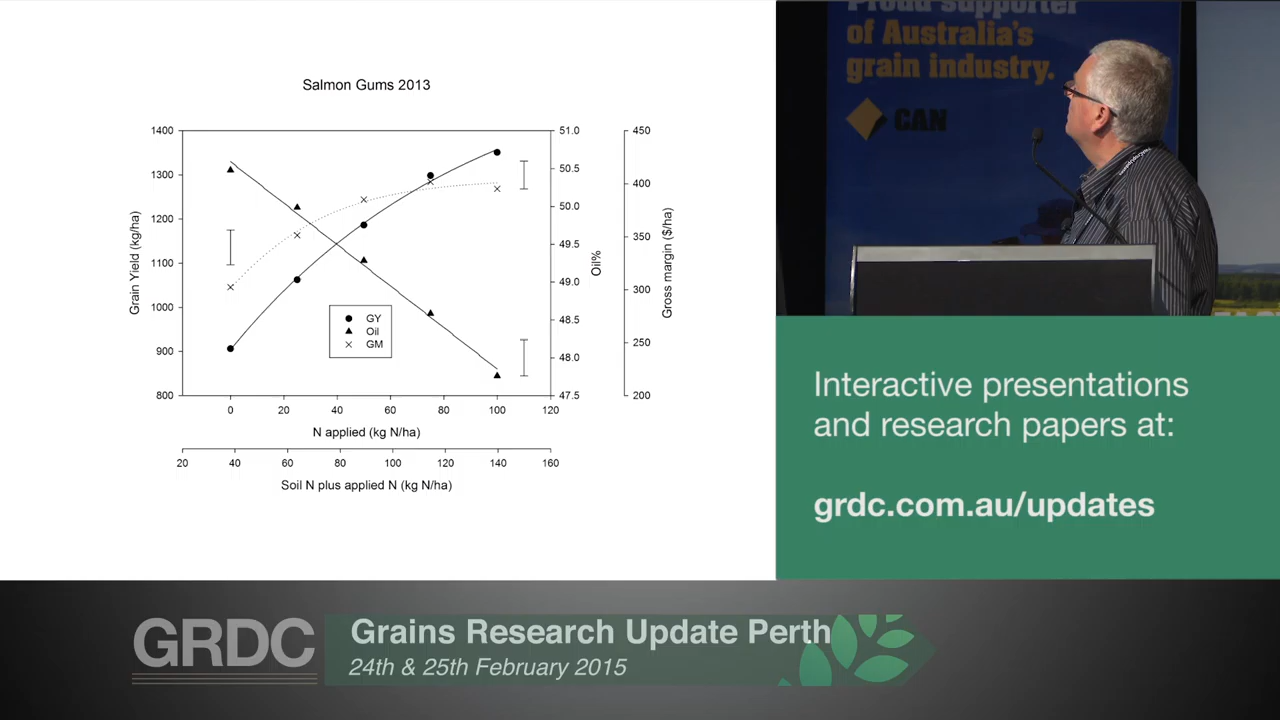 Salmon Gums 2013
1400
1300
1200
1100
1000
900
800
Grain Yield (kg/ha)
51.0
50.5
50.0
49.5
49.0
48.5
48.0
47.5
Oil%
450
400
350
300
250
200
Gross margin ($/ha)
GY
Oil
GM
0 20 40 60 80 100 120
N applied (kg N/ha)
20 40 60 80 100 120 140 160
Soil N plus applied N (kg N/ha)
Proud supporter
of Australia's
grain industry.
CAN
Interactive presentations
and research papers at:
grdc.com.au/updates
GRDC
Grains Research Update Perth
24th & 25th February 2015